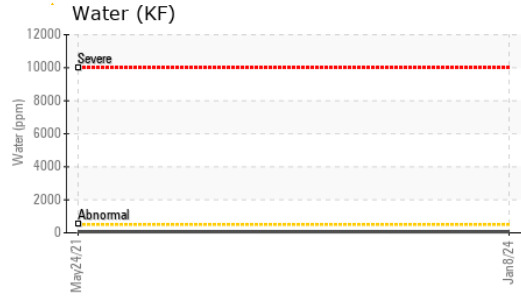 Water (KF)
12000
Severe
10000
8000
6000
4000
2000
Abnormal
0
Water (ppm)
May24/21
Jan8/24